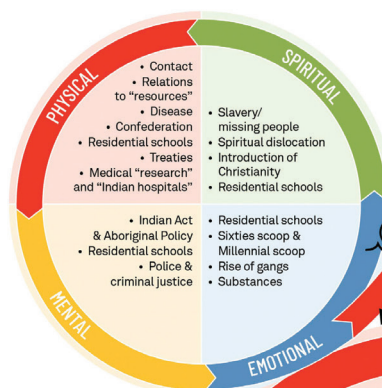 PHYSICAL
• Contact
• Relations
to “resources”
• Disease
• Confederation
• Residential schools
• Treaties
• Medical “research”
and “Indian hospitals”
SPIRITUAL
• Slavery/
missing people
• Spiritual dislocation
• Introduction of
Christianity
• Residential schools
MENTAL
• Indian Act
& Aboriginal Policy
• Residential schools
• Police &
criminal justice
EMOTIONAL
• Residential schools
• Sixties scoop &
Millennial scoop
• Rise of gangs
• Substances